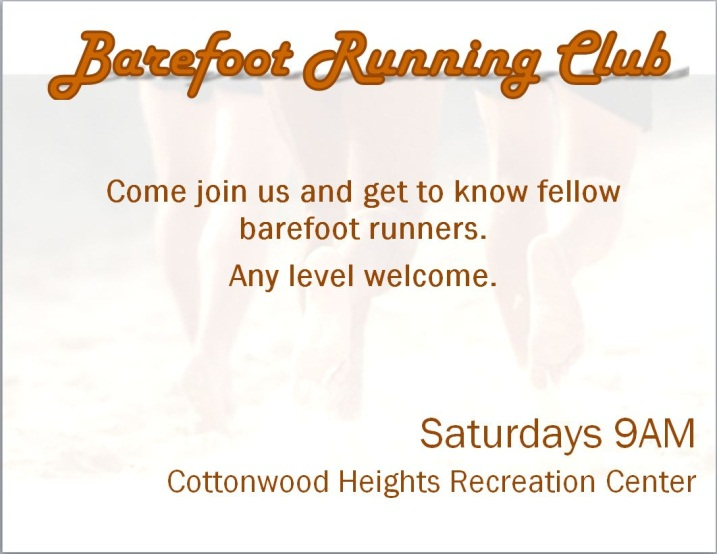 Barefoot Running Club
Come join us and get to know fellow
barefoot runners.
Any level welcome.
Saturdays 9AM
Cottonwood Heights Recreation Center